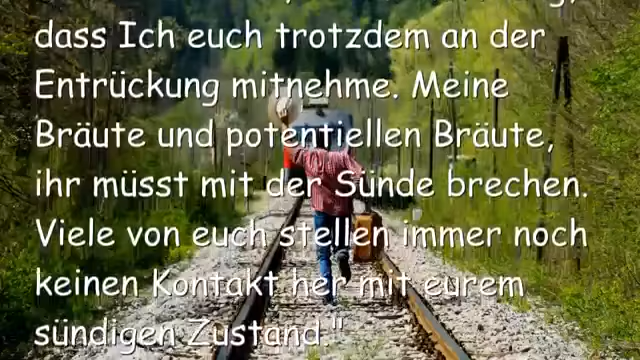 dass Ich euch trotzdem an der
Entrückung mitnehme. Meine
Bräute und potentiellen Bräute,
ihr müsst mit der Sünde brechen.
Viele von euch stellen immer noch
keinen Kontakt her mit eurem
sündigen Zustand."